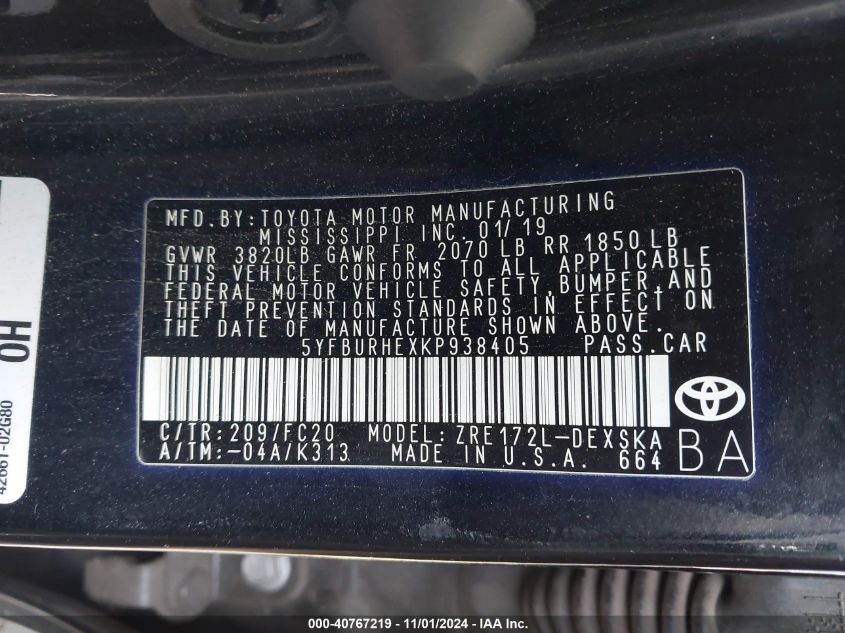 MFD. BY: TOYOTA MOTOR MANUFACTURING
MISSISSIPPI INC. 01/19
GVWR 3820LB GAWR FR 2070 LB RR 1850 LB
THIS VEHICLE CONFORMS TO ALL APPLICABLE
FEDERAL MOTOR VEHICLE SAFETY, BUMPER, AND
THEFT PREVENTION STANDARDS IN EFFECT ON
THE DATE OF MANUFACTURE SHOWN ABOVE.
5YFBURHEXKP938405 PASS. CAR
C/TR: 209/FC20 MODEL: ZRE172L-DEXSKA
A/TM: -04A/K313 MADE IN U.S.A. 664
BA
OH
42661-02G80
000-40767219 - 11/01/2024 - IAA Inc.